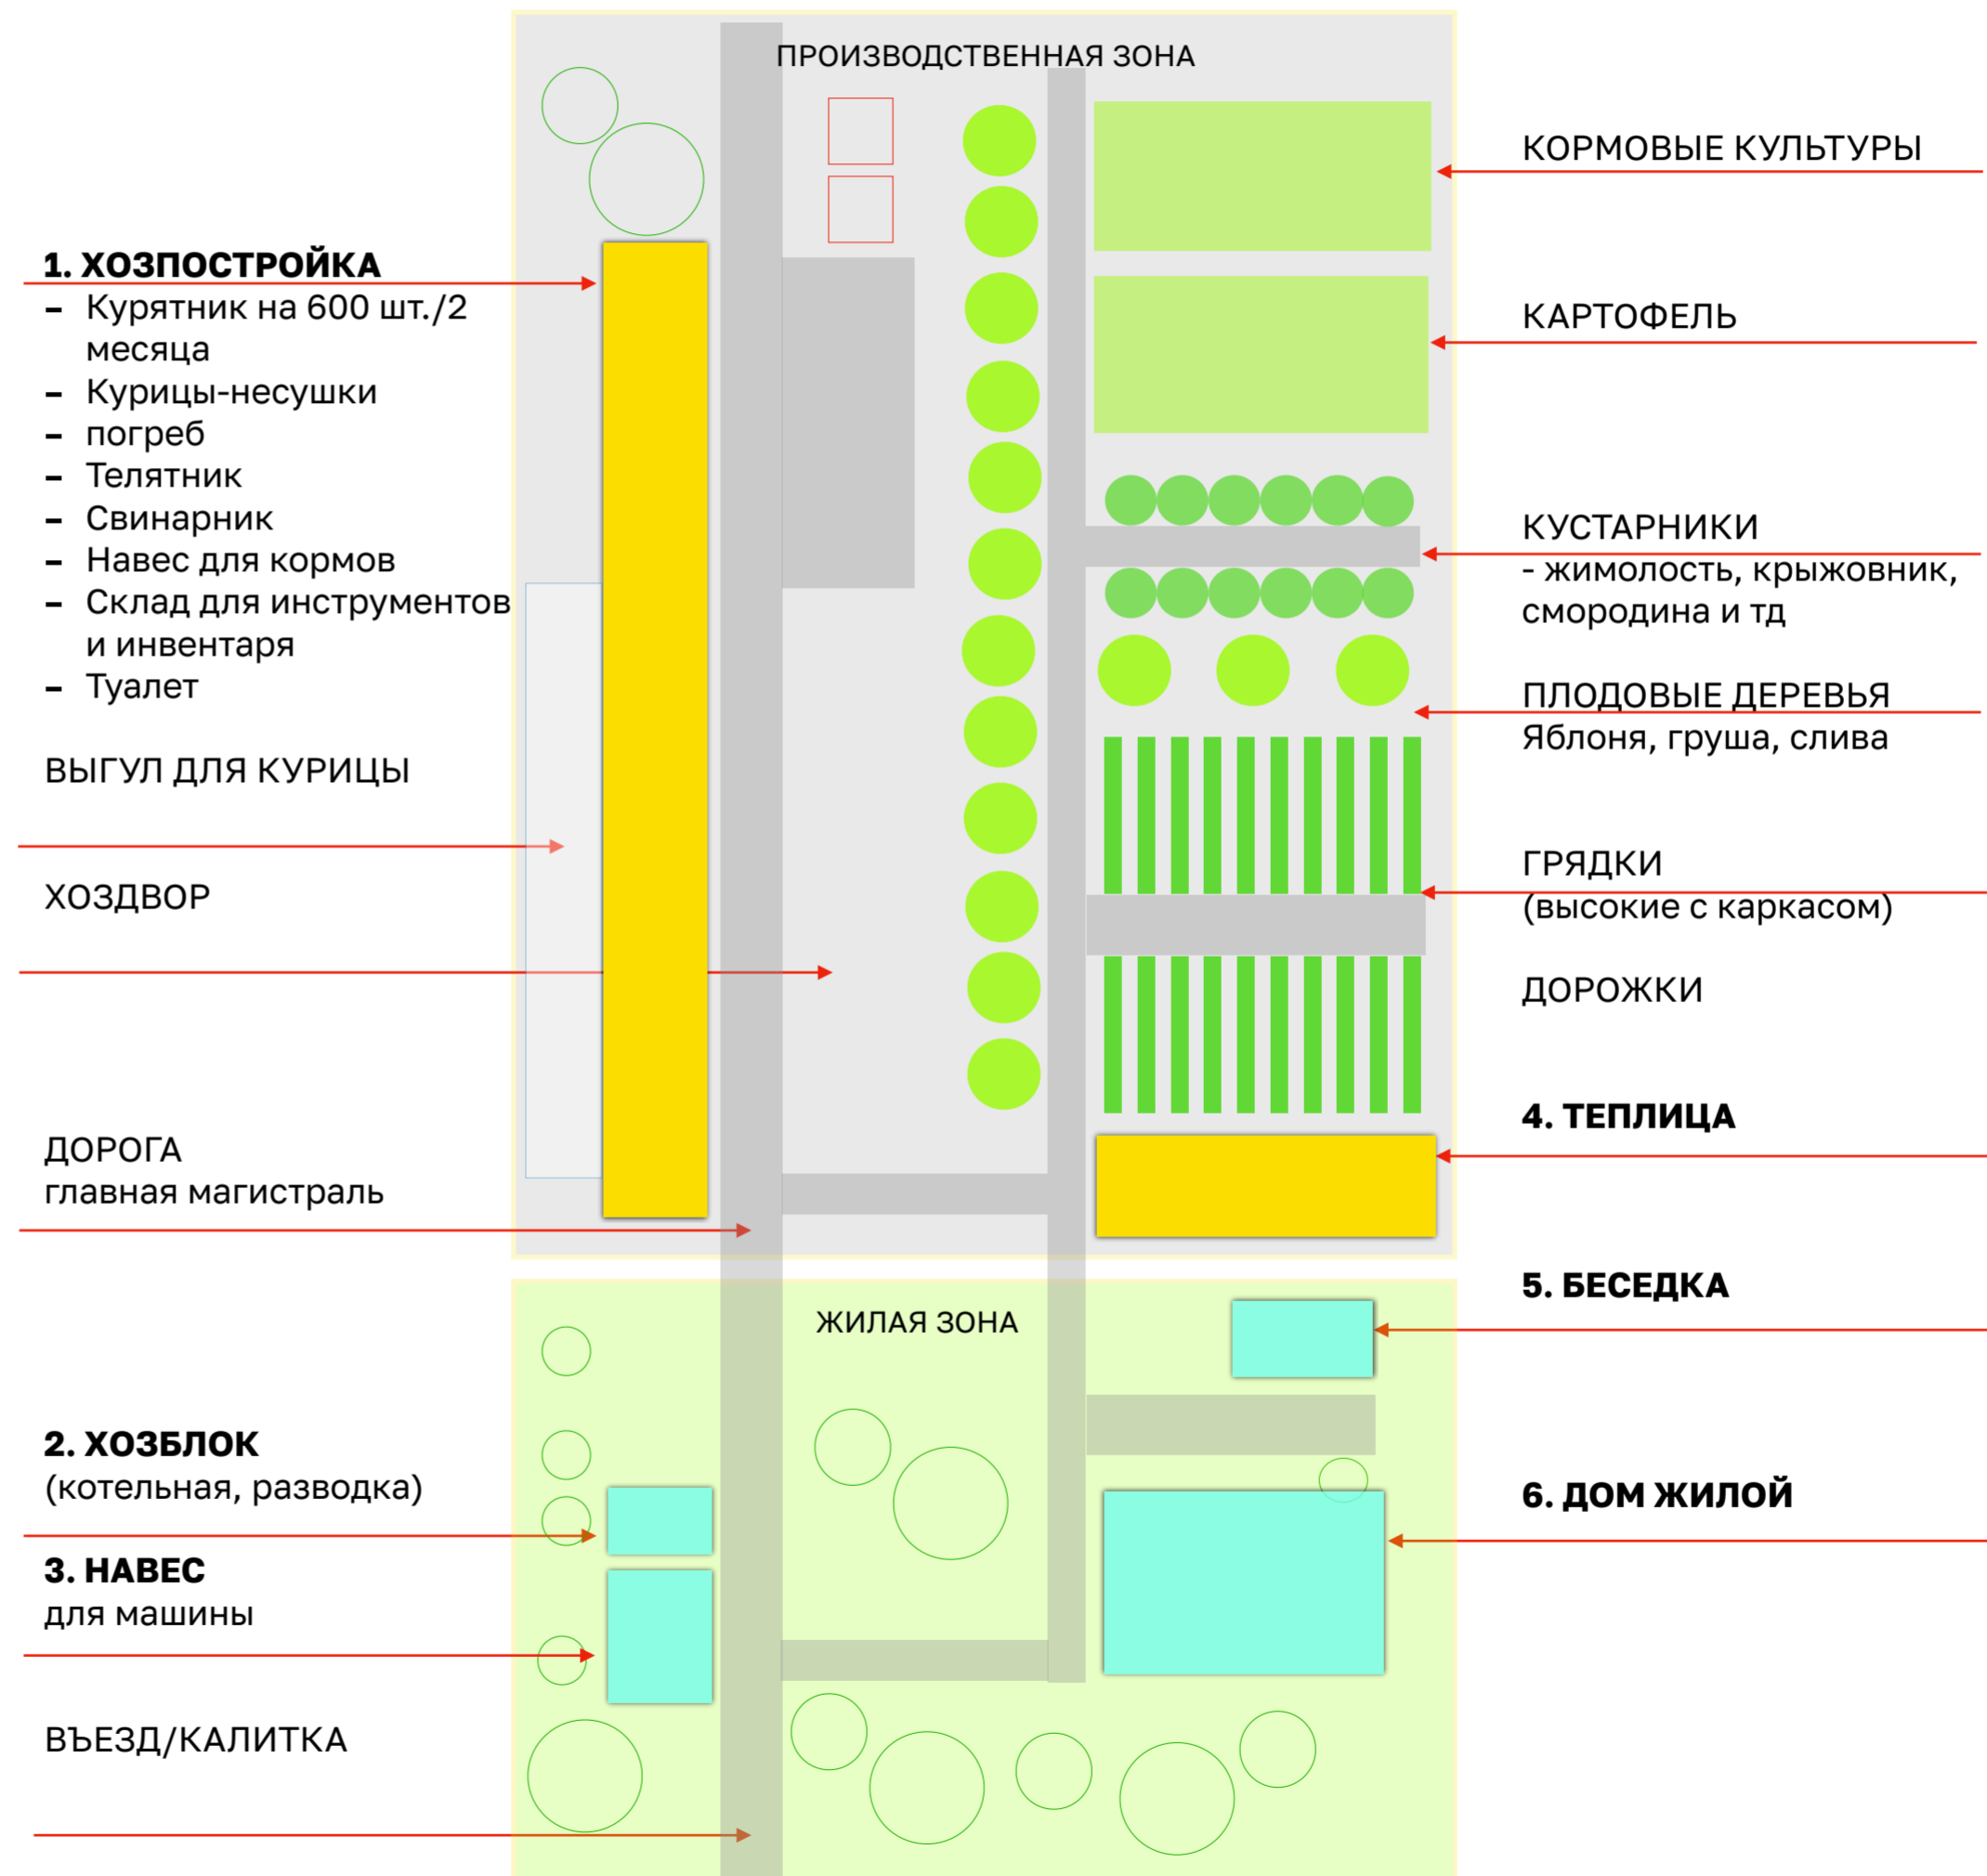 ПРОИЗВОДСТВЕННАЯ ЗОНА
1. ХОЗПОСТРОЙКА
– Курятник на 600 шт./2
месяца
– Курицы-несушки
– погреб
– Телятник
– Свинарник
– Навес для кормов
– Склад для инструментов
и инвентаря
– Туалет
ВЫГУЛ ДЛЯ КУРИЦЫ
ХОЗДВОР
ДОРОГА
главная магистраль
2. ХОЗБЛОК
(котельная, разводка)
3. НАВЕС
для машины
ВЪЕЗД/КАЛИТКА
ЖИЛАЯ ЗОНА
КОРМОВЫЕ КУЛЬТУРЫ
КАРТОФЕЛЬ
КУСТАРНИКИ
- жимолость, крыжовник,
смородина и тд
ПЛОДОВЫЕ ДЕРЕВЬЯ
Яблоня, груша, слива
ГРЯДКИ
(высокие с каркасом)
ДОРОЖКИ
4. ТЕПЛИЦА
5. БЕСЕДКА
6. ДОМ ЖИЛОЙ